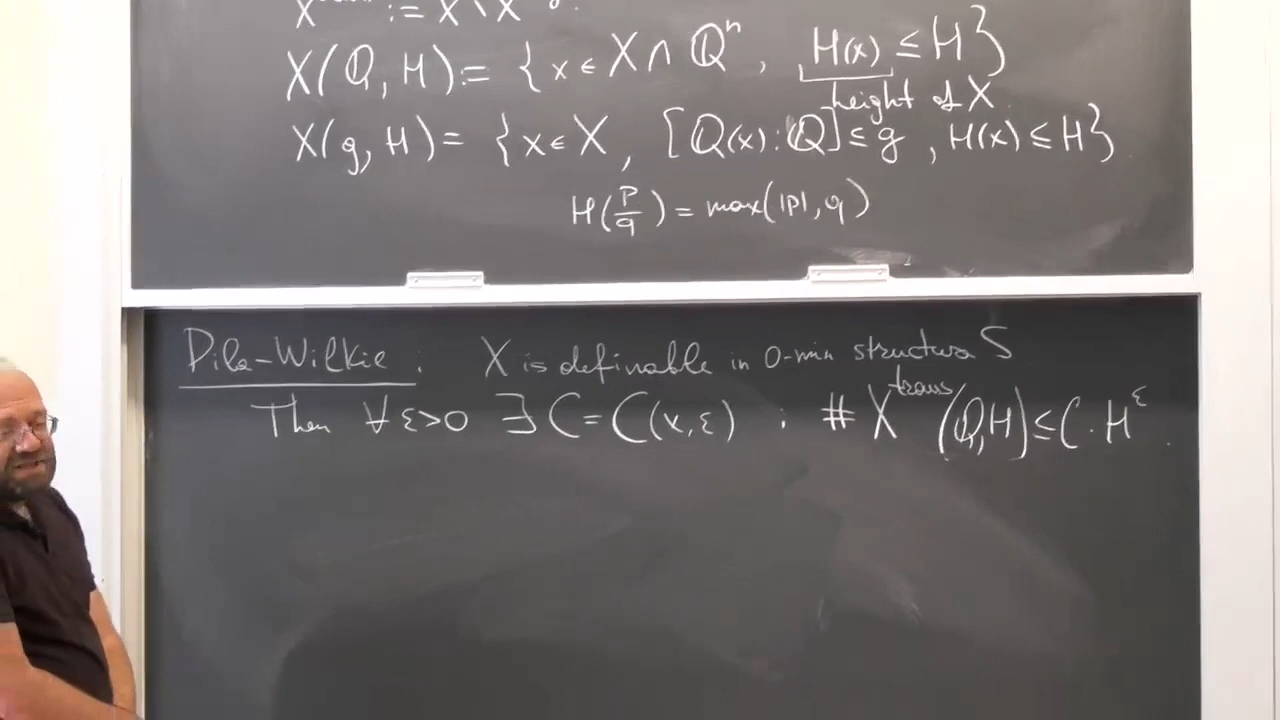 := X \ X
X(Q, H) := { x ∈ X ∩ Qⁿ, H(x) ≤ H }
height of X
X(g, H) = { x ∈ X, [Q(x) : Q] ≤ g, H(x) ≤ H }
H(p/q) = max(|p|, q)
Pila-Wilkie : X is definable in O-min structure S
Then ∀ ε>0 ∃ C = C(X, ε) : # X^trans (Q, H) ≤ C · H^ε.